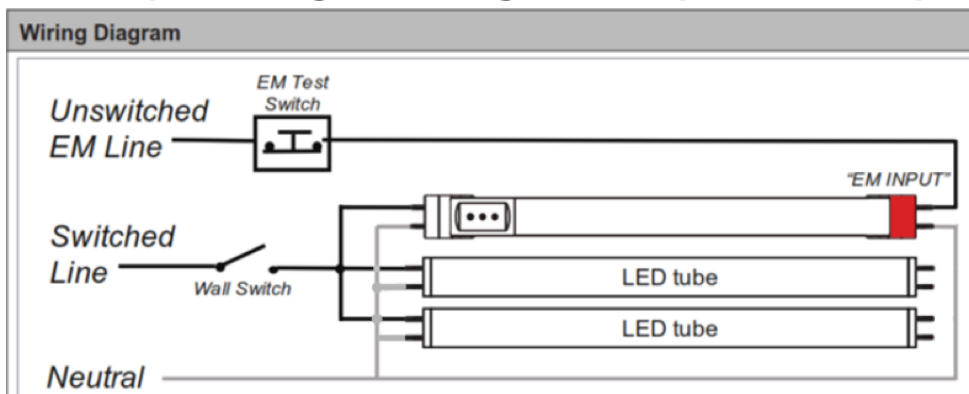 Wiring Diagram
EM Test
Switch
Unswitched
EM Line
"EM INPUT"
Switched
Line
Wall Switch
LED tube
LED tube
Neutral